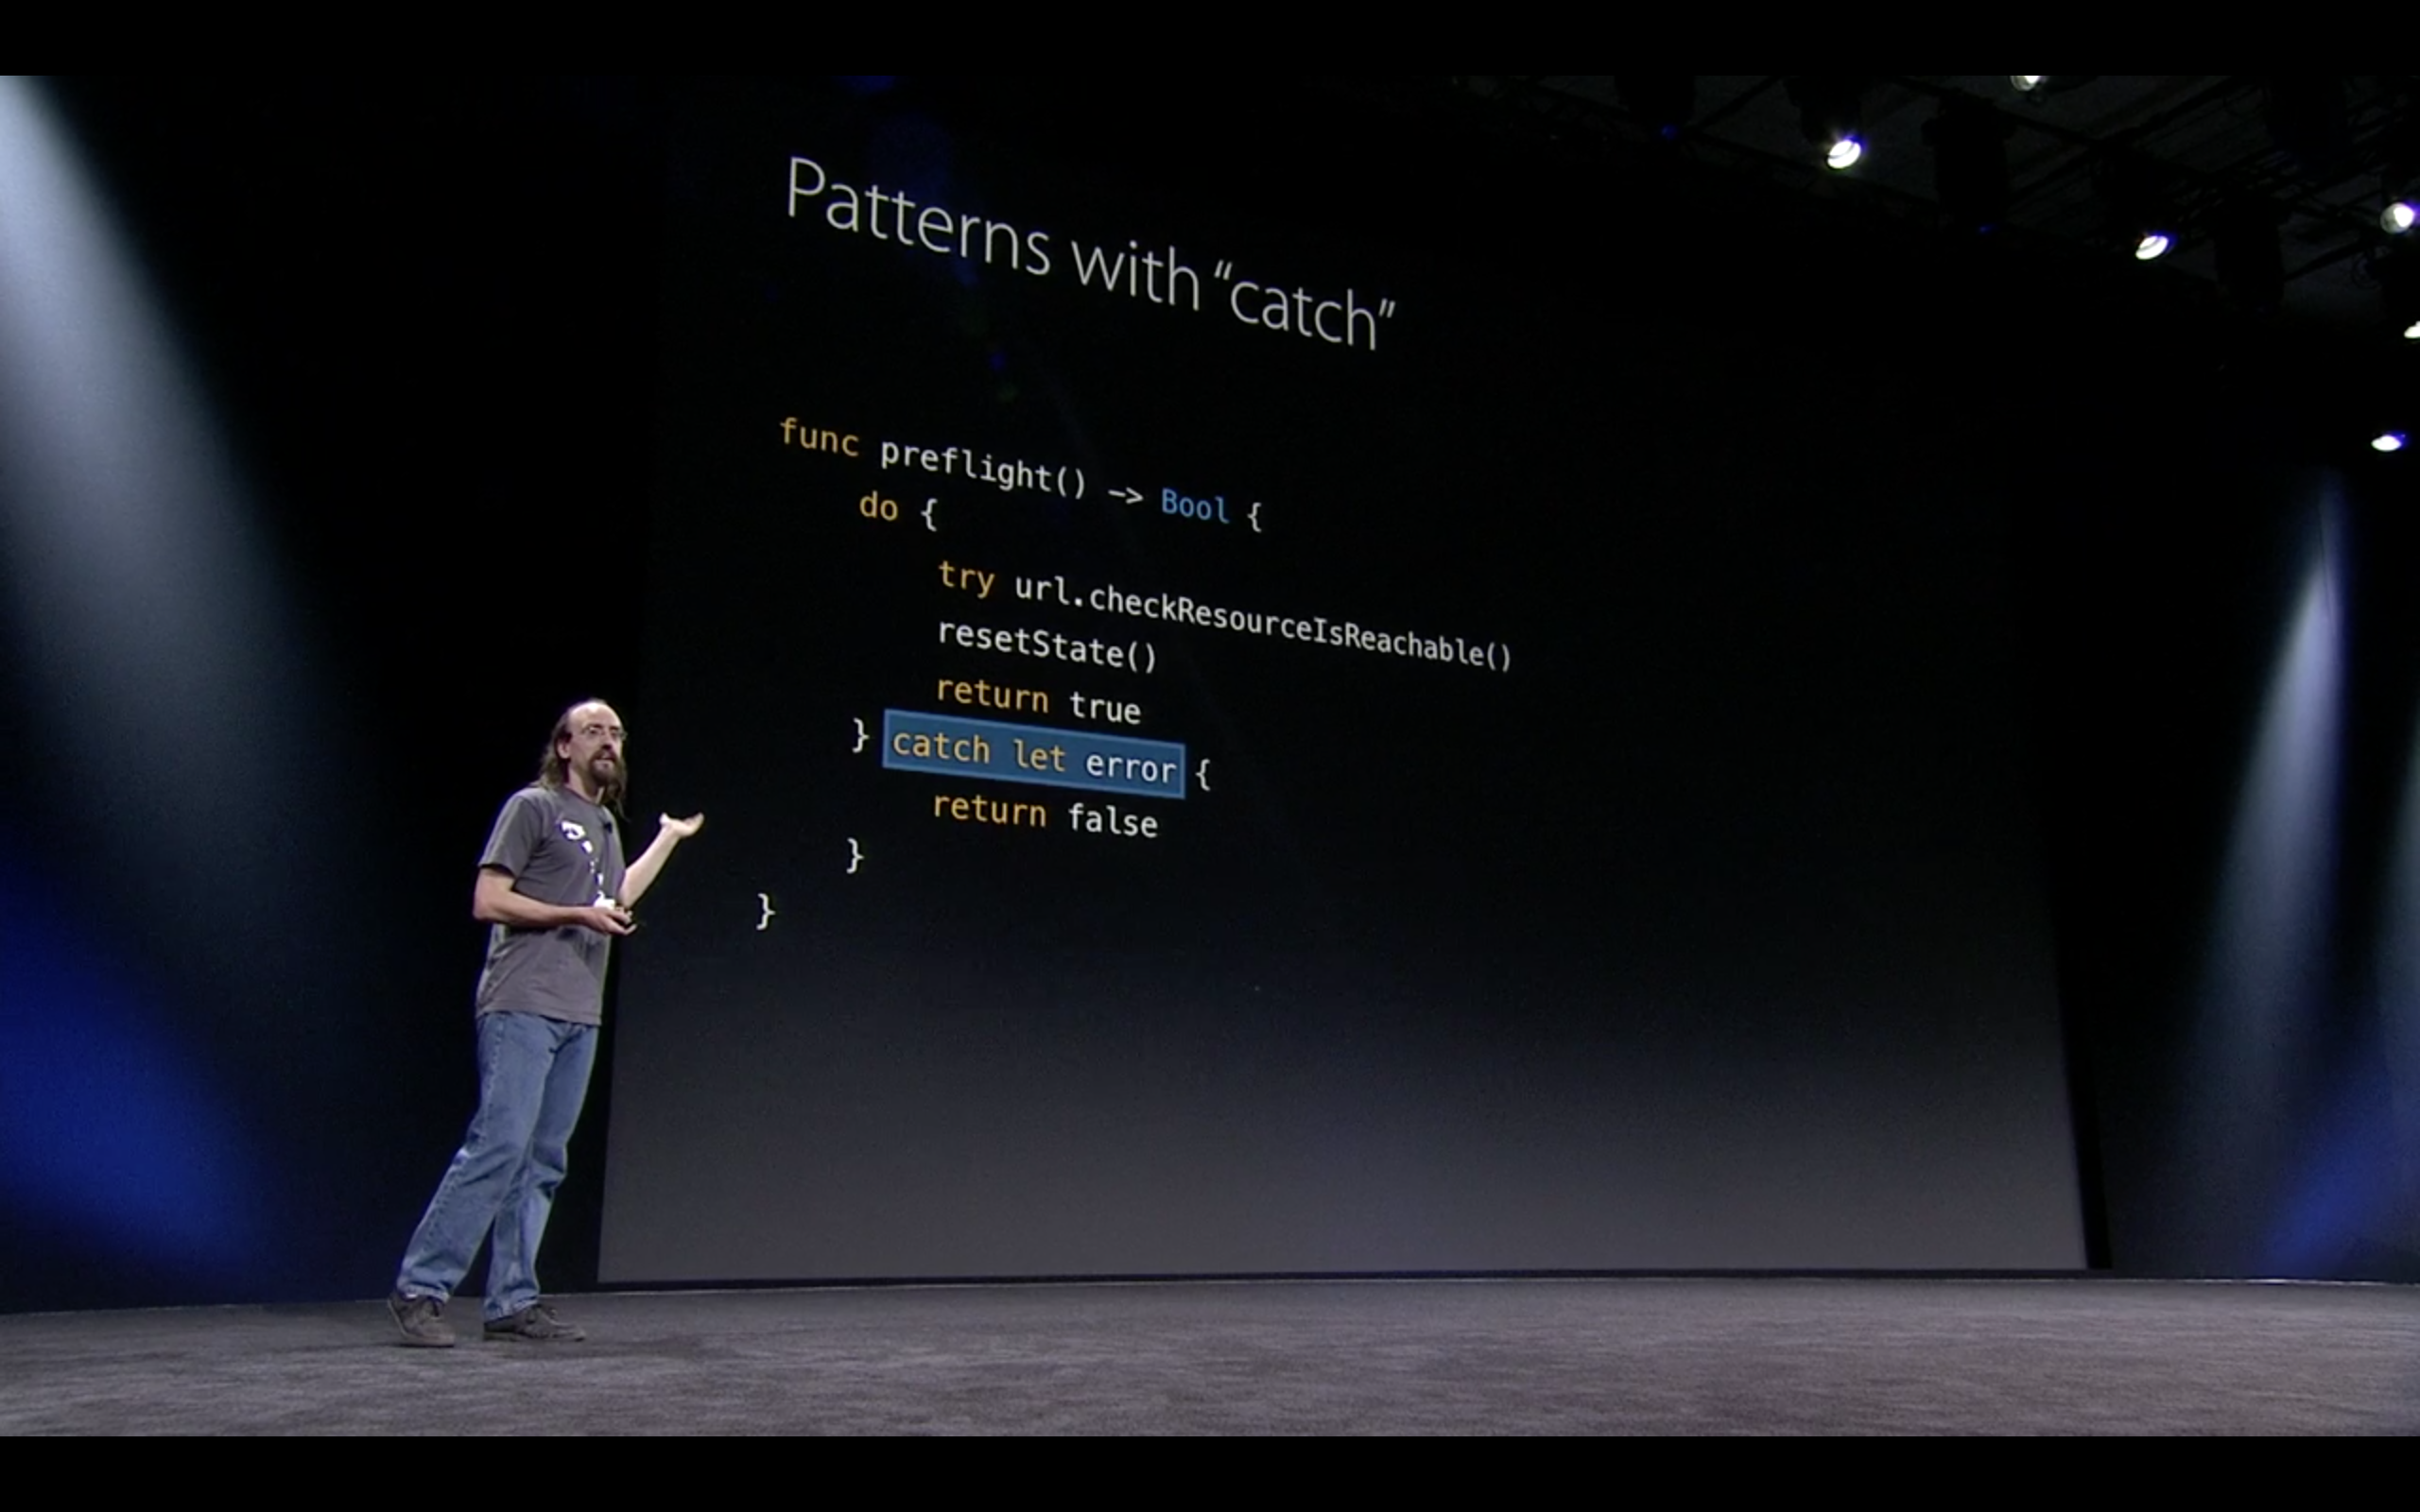 Patterns with “catch”
func preflight() -> Bool {
do {
try url.checkResourceIsReachable()
resetState()
return true
} catch let error {
return false
}
}